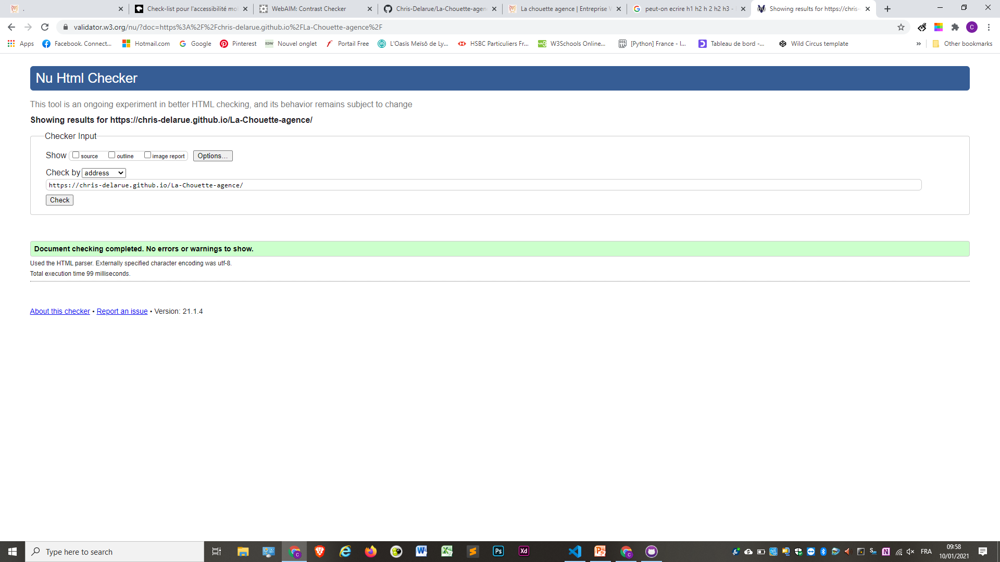 .
Check-list pour l'accessibilité mo
WebAIM: Contrast Checker
Chris-Delarue/La-Chouette-agen
La chouette agence | Entreprise W
peut-on ecrire h1 h2 h 2 h2 h3 -
Showing results for https://chris-
validator.w3.org/nu/?doc=https%3A%2F%2Fchris-delarue.github.io%2FLa-Chouette-agence%2F
C
Apps
Facebook. Connect...
Hotmail.com
Google
Pinterest
EDW Nouvel onglet
Portail Free
L'Oasïs Meïsō de Ly...
HSBC Particuliers Fr...
W3Schools Online...
[Python] France - I...
Tableau de bord -...
Wild Circus template
»
Other bookmarks
Nu Html Checker
This tool is an ongoing experiment in better HTML checking, and its behavior remains subject to change
Showing results for https://chris-delarue.github.io/La-Chouette-agence/
Checker Input
Show source outline image report Options...
Check by address
https://chris-delarue.github.io/La-Chouette-agence/
Check
Document checking completed. No errors or warnings to show.
Used the HTML parser. Externally specified character encoding was utf-8.
Total execution time 99 milliseconds.
About this checker • Report an issue • Version: 21.1.4
Type here to search
Ps
Xd
FRA
09:58
10/01/2021